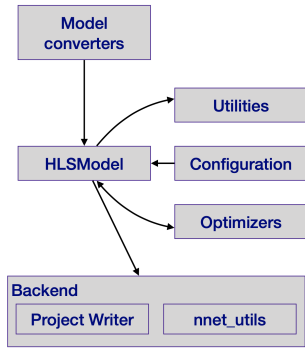 Model
converters
Utilities
HLSModel
Configuration
Optimizers
Backend
Project Writer
nnet_utils